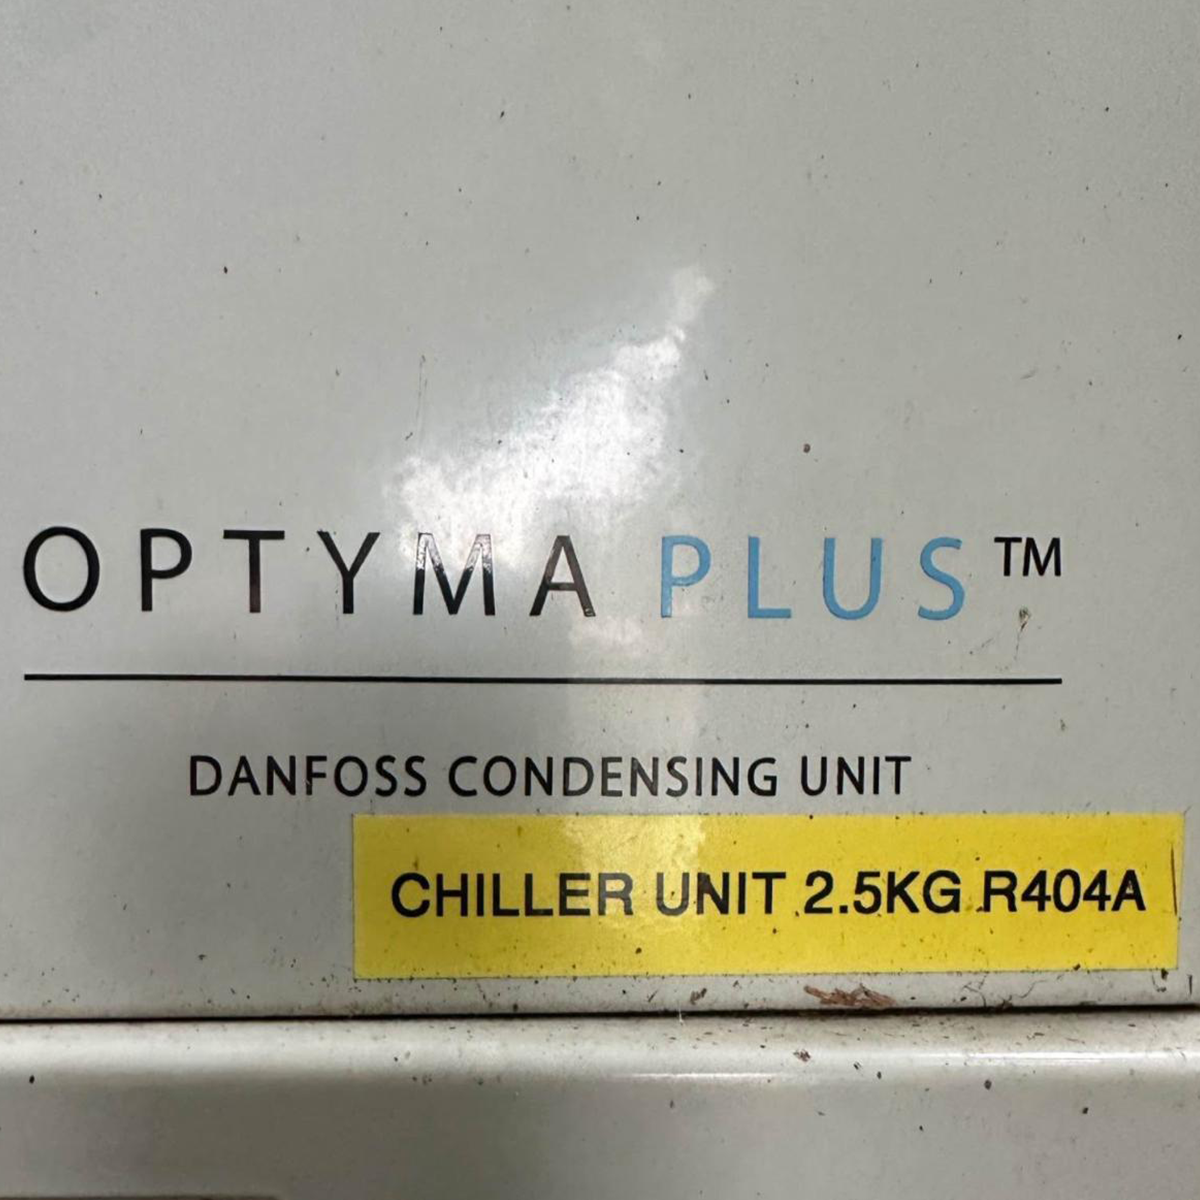 OPTYMA PLUS™
DANFOSS CONDENSING UNIT
CHILLER UNIT 2.5KG R404A